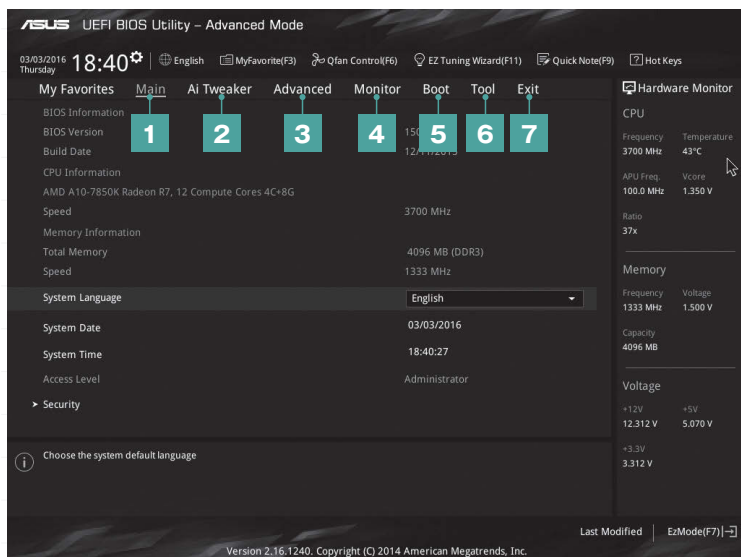 ASUS UEFI BIOS Utility – Advanced Mode
03/03/2016 Thursday 18:40 English MyFavorite(F3) Qfan Control(F6) EZ Tuning Wizard(F11) Quick Note(F9) ? Hot Keys
My Favorites Main Ai Tweaker Advanced Monitor Boot Tool Exit
1 2 3 4 5 6 7
BIOS Information
BIOS Version
Build Date
CPU Information
AMD A10-7850K Radeon R7, 12 Compute Cores 4C+8G
Speed 3700 MHz
Memory Information
Total Memory 4096 MB (DDR3)
Speed 1333 MHz
System Language English
System Date 03/03/2016
System Time 18:40:27
Access Level Administrator
Security
i Choose the system default language
Hardware Monitor
CPU
Frequency Temperature
3700 MHz 43°C
APU Freq. Vcore
100.0 MHz 1.350 V
Ratio
37x
Memory
Frequency Voltage
1333 MHz 1.500 V
Capacity
4096 MB
Voltage
+12V +5V
12.312 V 5.070 V
+3.3V
3.312 V
Last Modified EzMode(F7)
Version 2.16.1240. Copyright (C) 2014 American Megatrends, Inc.